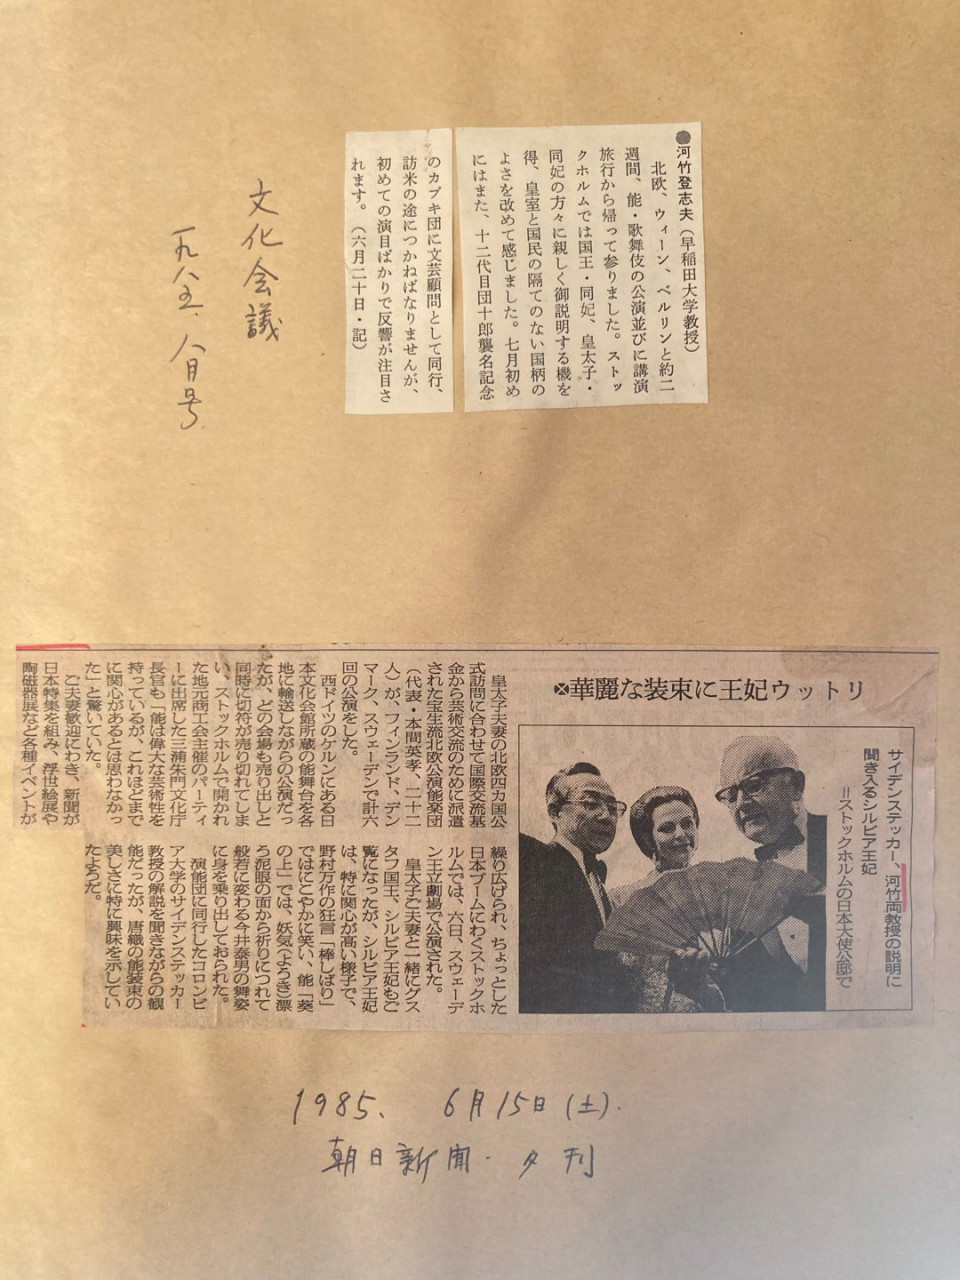 ●河竹登志夫（早稲田大学教授）
北欧、ウィーン、ベルリンと約二
週間、能・歌舞伎の公演並びに講演
旅行から帰って参りました。ストッ
クホルムでは国王・同妃、皇太子・
同妃の方々に親しく御説明する機を
得、皇室と国民の隔てのない国柄の
よさを改めて感じました。七月初め
にはまた、十二代目団十郎襲名記念
のカブキ団に文芸顧問として同行、
訪米の途につかねばなりませんが、
初めての演目ばかりで反響が注目さ
れます。（六月二十日・記）
文化会議
一九八五、八月号
華麗な装束に王妃ウットリ
サイデンステッカー、河竹両教授の説明に
聞き入るシルビア王妃
＝ストックホルムの日本大使公邸で
皇太子夫妻の北欧四カ国公
式訪問に合わせて国際交流基
金から芸術交流のために派遣
された宝生流北欧公演能楽団
（代表・本間英孝、二十二
人）が、フィンランド、デン
マーク、スウェーデンで計六
回の公演をした。
西ドイツのケルンにある日
本文化会館所蔵の能舞台を各
地に輸送しながらの公演だっ
たが、どの会場も売り出しと
同時に切符が売り切れてしま
い、ストックホルムで開かれ
た地元商工会主催のパーティ
ーに出席した三浦朱門文化庁
長官も「能は偉大な芸術性を
持っているが、これほどまで
に関心があるとは思わなかっ
た」と驚いていた。
ご夫妻歓迎にわき、新聞が
日本特集を組み、浮世絵展や
陶磁器展など各種イベントが
繰り広げられ、ちょっとした
日本ブームにわくストックホ
ルムでは、六日、スウェーデ
ン王立劇場で公演された。
皇太子ご夫妻と一緒にグス
タフ国王、シルビア王妃もご
覧になったが、シルビア王妃
は、特に関心が高い様子で、
野村万作の狂言「棒しばり」
ではにこやかに笑い、能「葵
の上」では、妖気（ようき）漂
う泥眼の面から祈りにつれて
般若に変わる今井泰男の舞姿
に身を乗り出しておられた。
演能団に同行したコロンビ
ア大学のサイデンステッカー
教授の解説を聞きながらの観
能だったが、唐織の能装束の
美しさに特に興味を示してい
たようだ。
1985、 6月15日（土）.
朝日新聞・夕刊